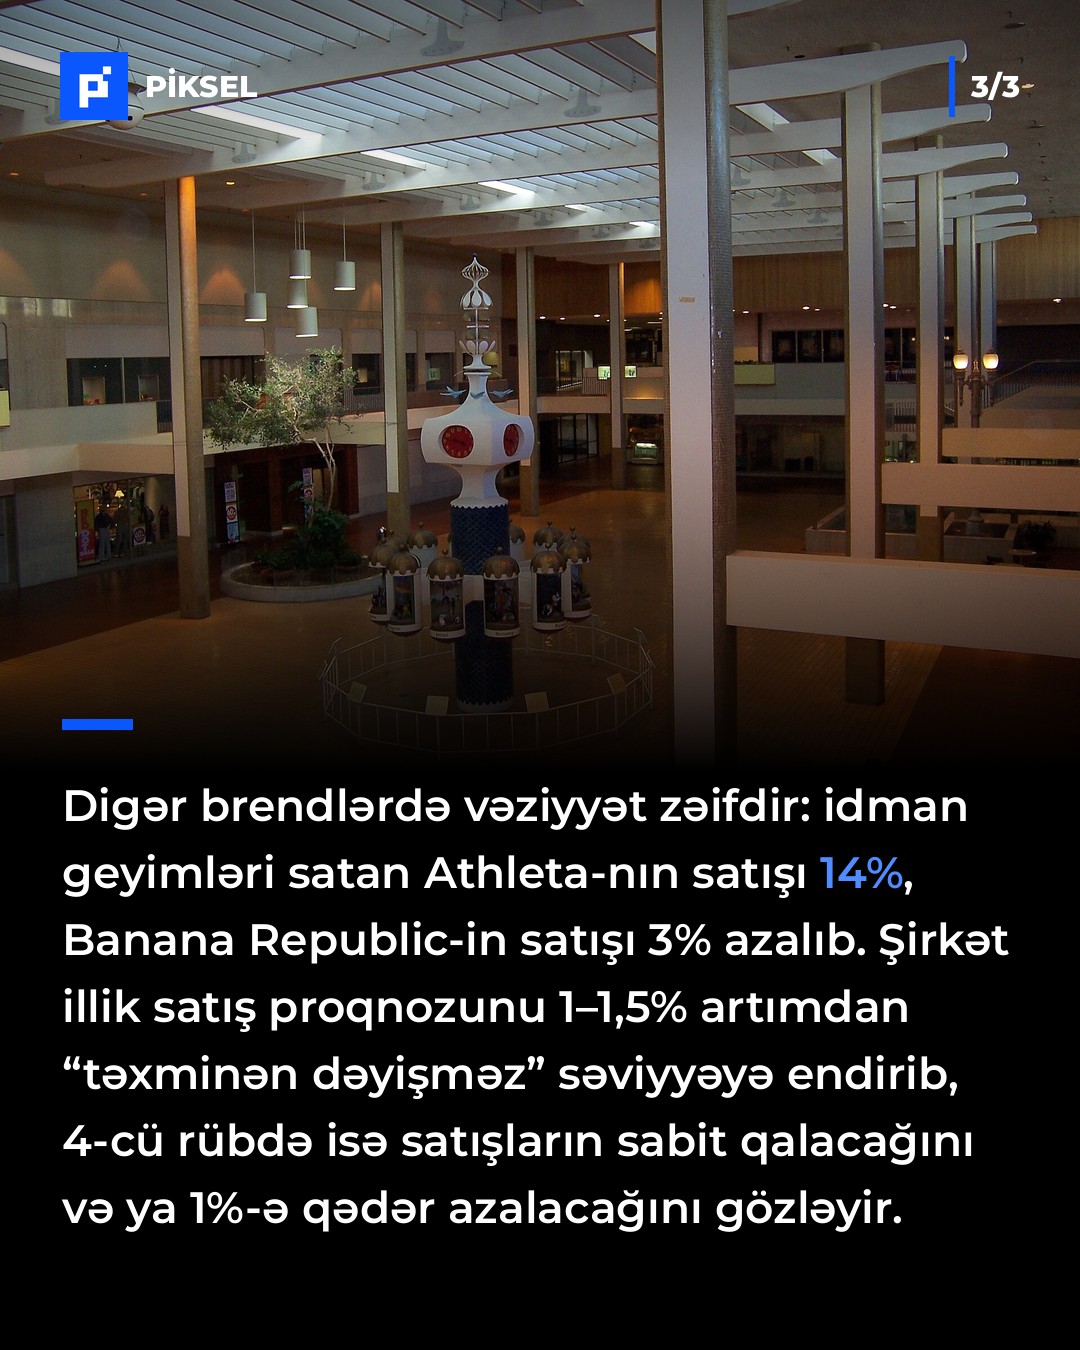 PİKSEL
3/3
Digər brendlərdə vəziyyət zəifdir: idman
geyimləri satan Athleta-nın satışı 14%,
Banana Republic-in satışı 3% azalıb. Şirkət
illik satış proqnozunu 1–1,5% artımdan
“təxminən dəyişməz” səviyyəyə endirib,
4-cü rübdə isə satışların sabit qalacağını
və ya 1%-ə qədər azalacağını gözləyir.